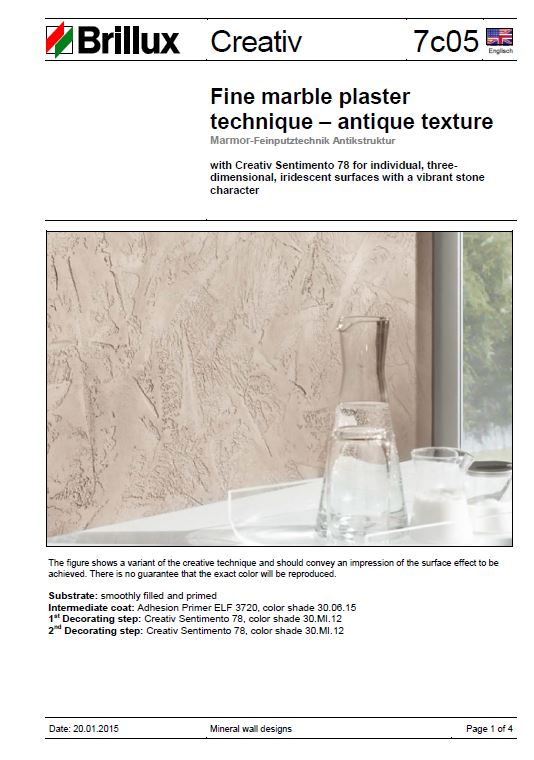 Brillux Creativ 7c05
Englisch
Fine marble plaster
technique – antique texture
Marmor-Feinputztechnik Antikstruktur
with Creativ Sentimento 78 for individual, three-
dimensional, iridescent surfaces with a vibrant stone
character
The figure shows a variant of the creative technique and should convey an impression of the surface effect to be
achieved. There is no guarantee that the exact color will be reproduced.
Substrate: smoothly filled and primed
Intermediate coat: Adhesion Primer ELF 3720, color shade 30.06.15
1st Decorating step: Creativ Sentimento 78, color shade 30.MI.12
2nd Decorating step: Creativ Sentimento 78, color shade 30.MI.12
Date: 20.01.2015 Mineral wall designs Page 1 of 4